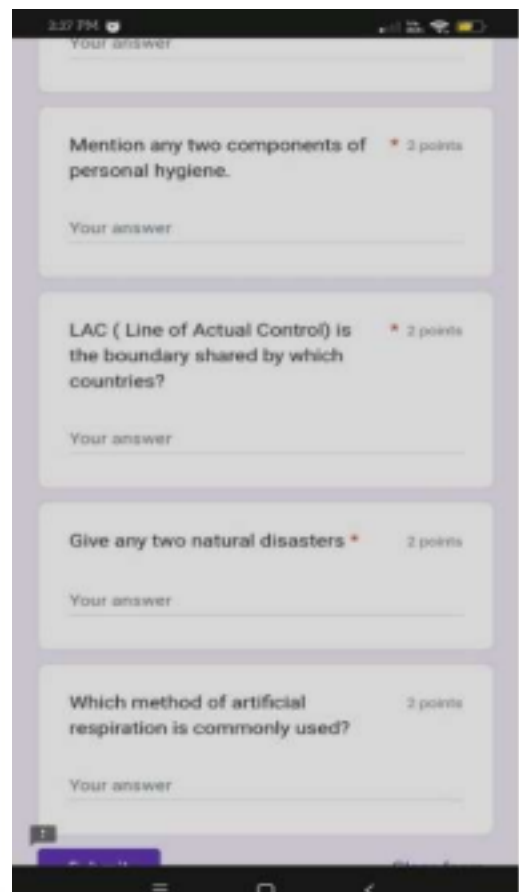 2:27 PM
Your answer
Mention any two components of * 2 points
personal hygiene.
Your answer
LAC ( Line of Actual Control) is * 2 points
the boundary shared by which
countries?
Your answer
Give any two natural disasters * 2 points
Your answer
Which method of artificial 2 points
respiration is commonly used?
Your answer